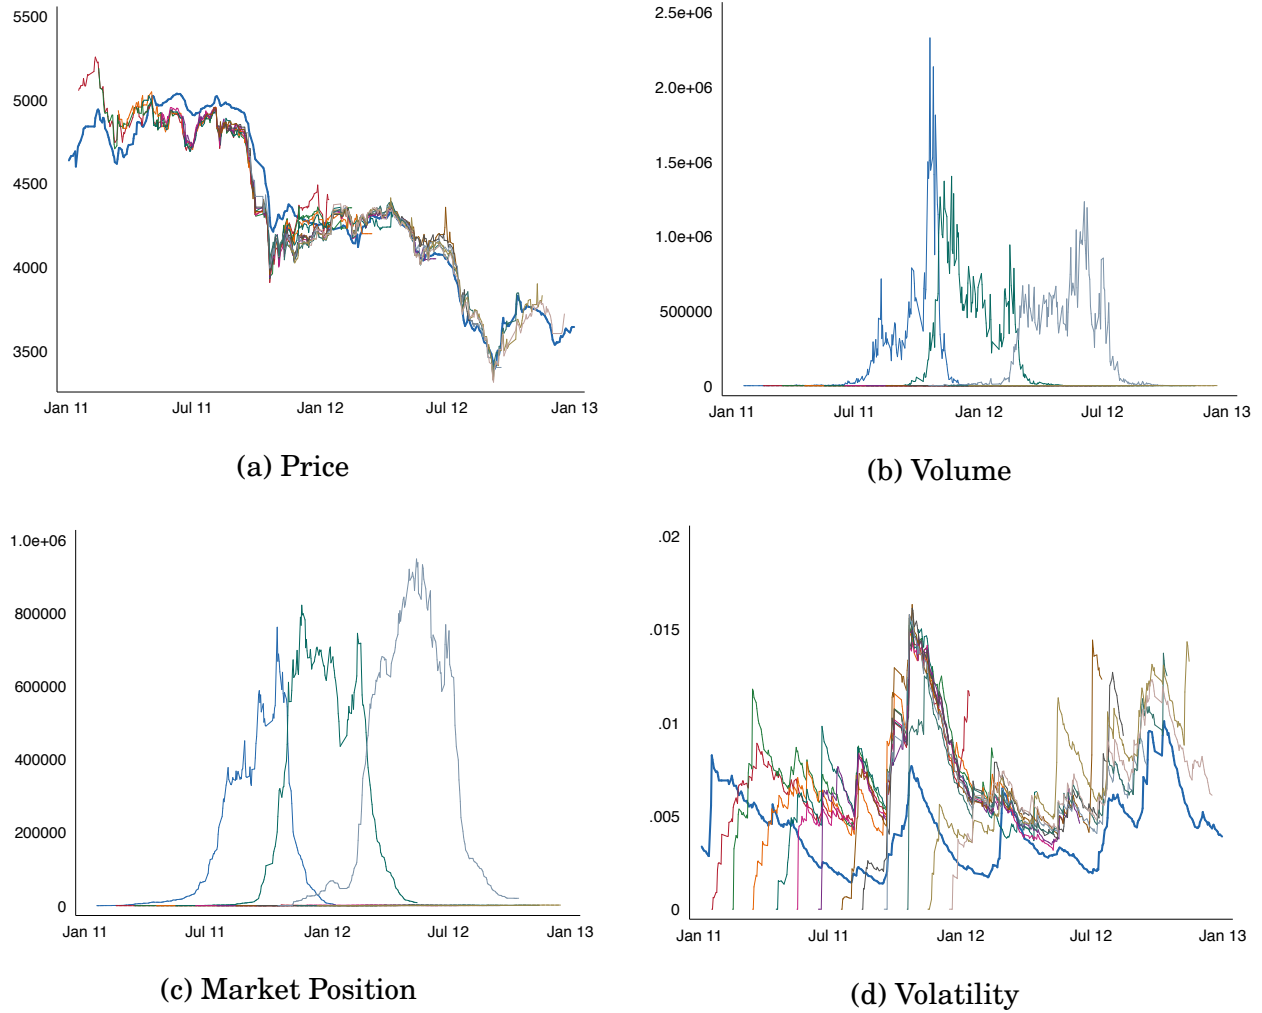 5500
5000
4500
4000
3500
Jan 11 Jul 11 Jan 12 Jul 12 Jan 13
(a) Price
2.5e+06
2.0e+06
1.5e+06
1.0e+06
500000
0
Jan 11 Jul 11 Jan 12 Jul 12 Jan 13
(b) Volume
1.0e+06
800000
600000
400000
200000
0
Jan 11 Jul 11 Jan 12 Jul 12 Jan 13
(c) Market Position
.02
.015
.01
.005
0
Jan 11 Jul 11 Jan 12 Jul 12 Jan 13
(d) Volatility